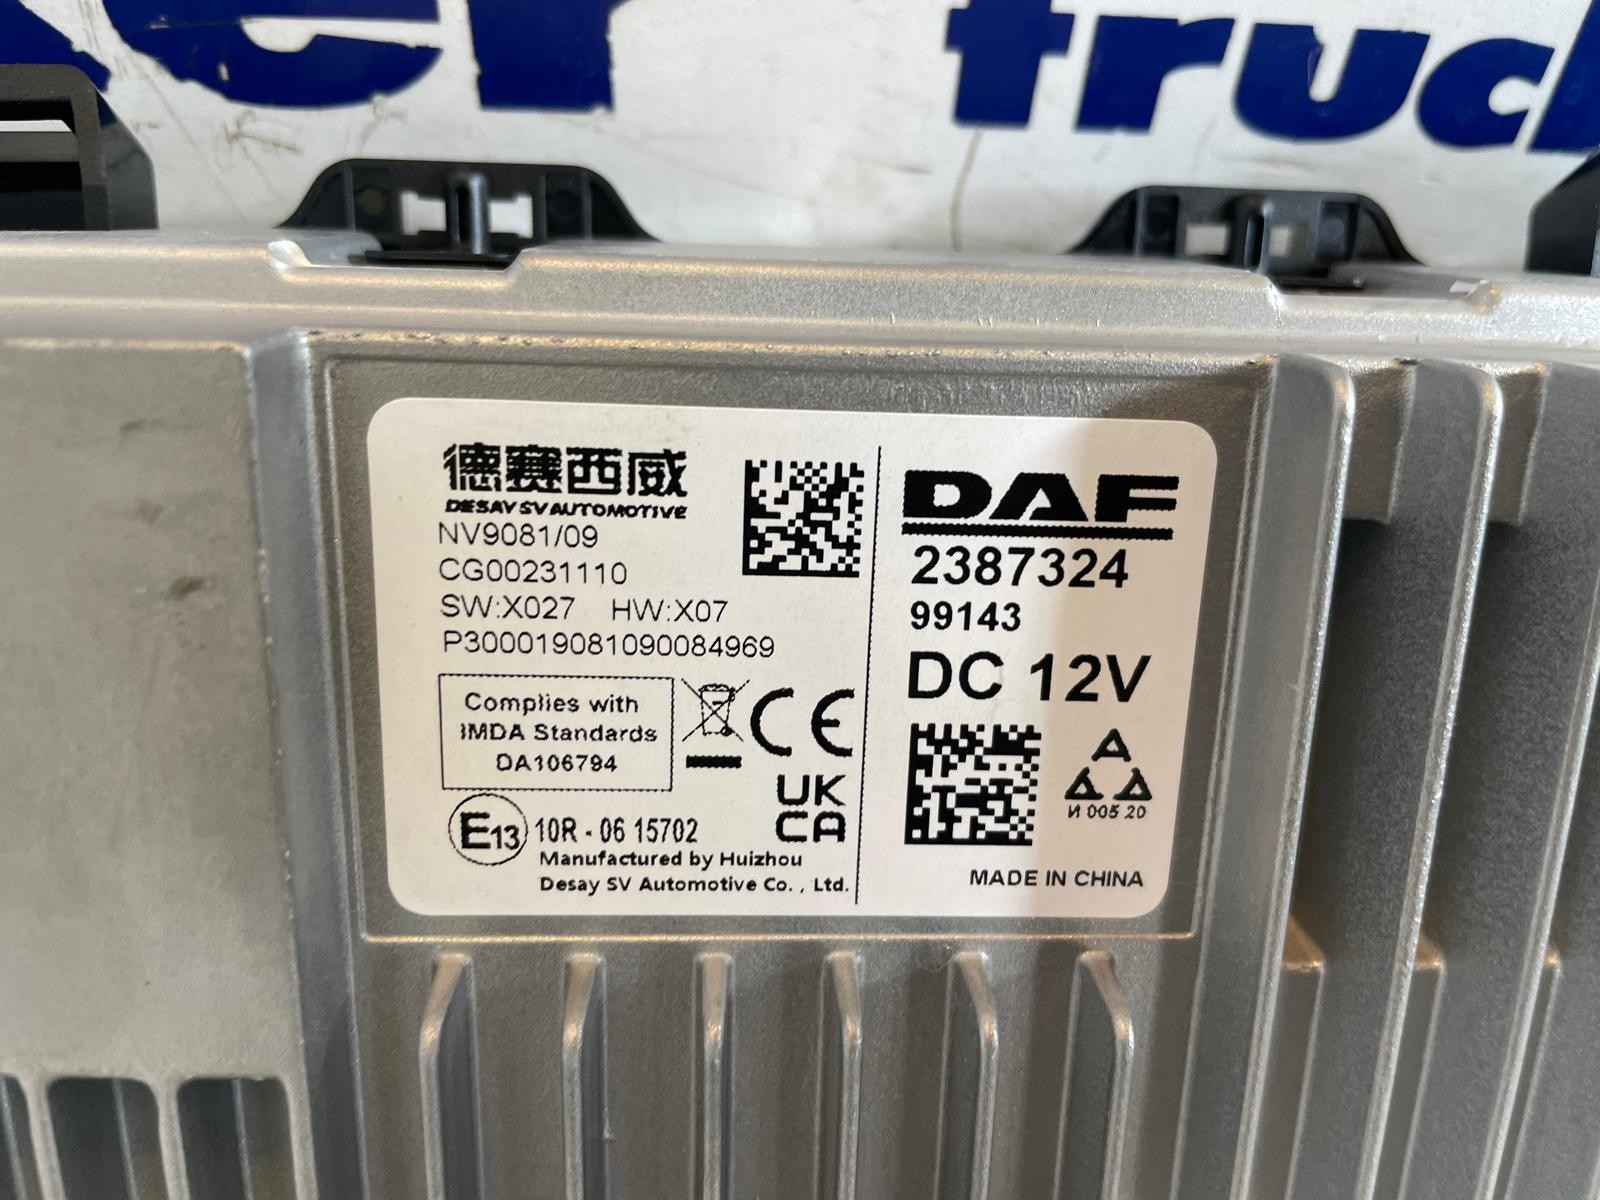 truck
德赛西威
DESAY SV AUTOMOTIVE
NV9081/09
CG00231110
SW:X027 HW:X07
P300019081090084969
Complies with
IMDA Standards
DA106794
CE
UK
CA
E13 10R - 06 15702
Manufactured by Huizhou
Desay SV Automotive Co., Ltd.
DAF
2387324
99143
DC 12V
И 005 20
MADE IN CHINA